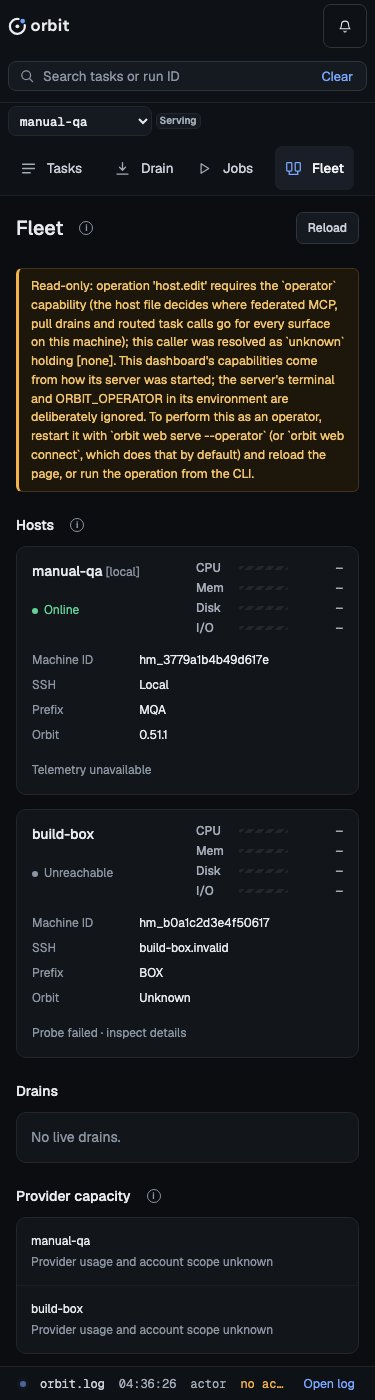 orbit
Search tasks or run ID Clear
manual-qa Serving
Tasks Drain Jobs Fleet
Fleet Reload
Read-only: operation 'host.edit' requires the `operator`
capability (the host file decides where federated MCP,
pull drains and routed task calls go for every surface
on this machine); this caller was resolved as `unknown`
holding [none]. This dashboard's capabilities come
from how its server was started; the server's terminal
and ORBIT_OPERATOR in its environment are
deliberately ignored. To perform this as an operator,
restart it with `orbit web serve --operator` (or `orbit web
connect`, which does that by default) and reload the
page, or run the operation from the CLI.
Hosts
manual-qa [local]
Online
CPU –
Mem –
Disk –
I/O –
Machine ID hm_3779a1b4b49d617e
SSH Local
Prefix MQA
Orbit 0.51.1
Telemetry unavailable
build-box
Unreachable
CPU –
Mem –
Disk –
I/O –
Machine ID hm_b0a1c2d3e4f50617
SSH build-box.invalid
Prefix BOX
Orbit Unknown
Probe failed · inspect details
Drains
No live drains.
Provider capacity
manual-qa
Provider usage and account scope unknown
build-box
Provider usage and account scope unknown
orbit.log 04:36:26 actor no ac… Open log